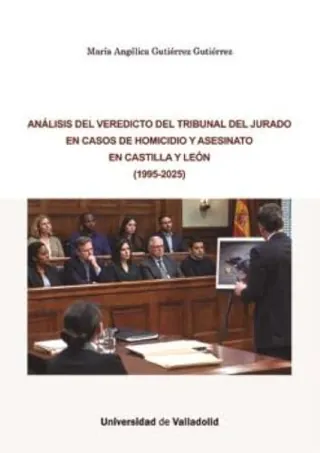 María Angélica Gutiérrez Gutiérrez
ANÁLISIS DEL VEREDICTO DEL TRIBUNAL DEL JURADO
EN CASOS DE HOMICIDIO Y ASESINATO
EN CASTILLA Y LEÓN
(1995-2025)
Universidad de Valladolid